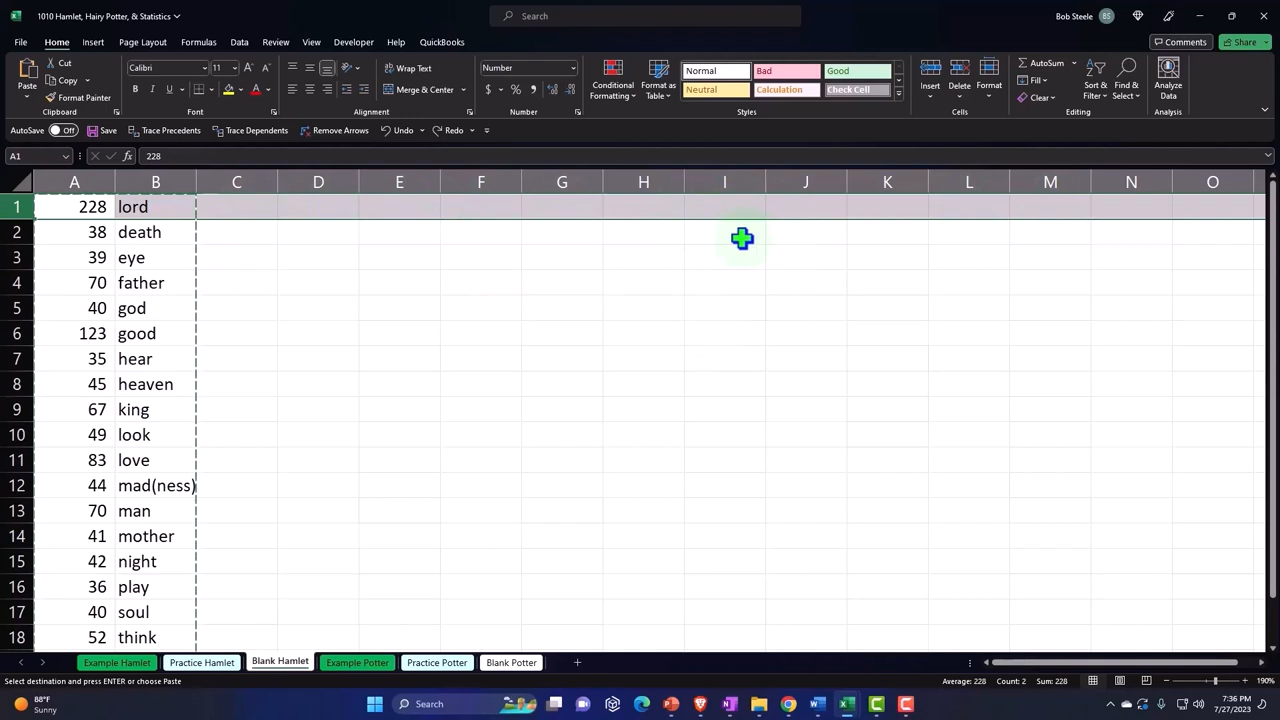 1010 Hamlet, Hairy Potter, & Statistics
Search
Bob Steele
BS
File Home Insert Page Layout Formulas Data Review View Developer Automate Help QuickBooks
Comments
Share
Paste
Cut
Copy
Format Painter
Clipboard
Calibri
11
Font
Wrap Text
Merge & Center
Alignment
Number
Number
Conditional Formatting
Format as Table
Normal Bad Good
Neutral Calculation Check Cell
Styles
Insert
Delete
Format
Cells
AutoSum
Fill
Clear
Sort & Filter
Find & Select
Editing
Analyze Data
Analysis
AutoSave Off Save Trace Precedents Trace Dependents Remove Arrows Undo Redo
A1 fx 228
A B C D E F G H I J K L M N O
1 228 lord
2 38 death
3 39 eye
4 70 father
5 40 god
6 123 good
7 35 hear
8 45 heaven
9 67 king
10 49 look
11 83 love
12 44 mad(ness)
13 70 man
14 41 mother
15 42 night
16 36 play
17 40 soul
18 52 think
Example Hamlet Practice Hamlet Blank Hamlet Example Potter Practice Potter Blank Potter
Select destination and press ENTER or choose Paste
Average: 228 Count: 2 Sum: 228
190%
88°F
Sunny
Search
7:36 PM
7/27/2023